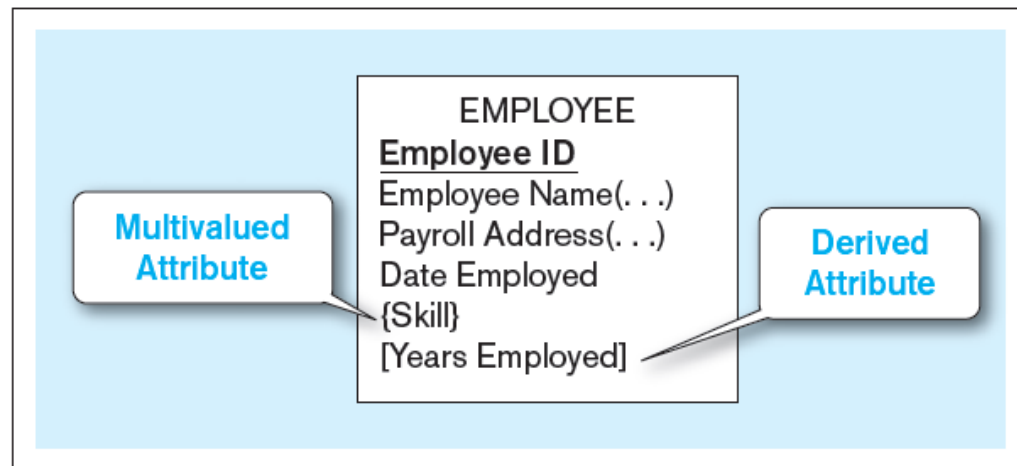 EMPLOYEE
Employee ID
Employee Name(. . .)
Payroll Address(. . .)
Date Employed
{Skill}
[Years Employed]
Multivalued
Attribute
Derived
Attribute